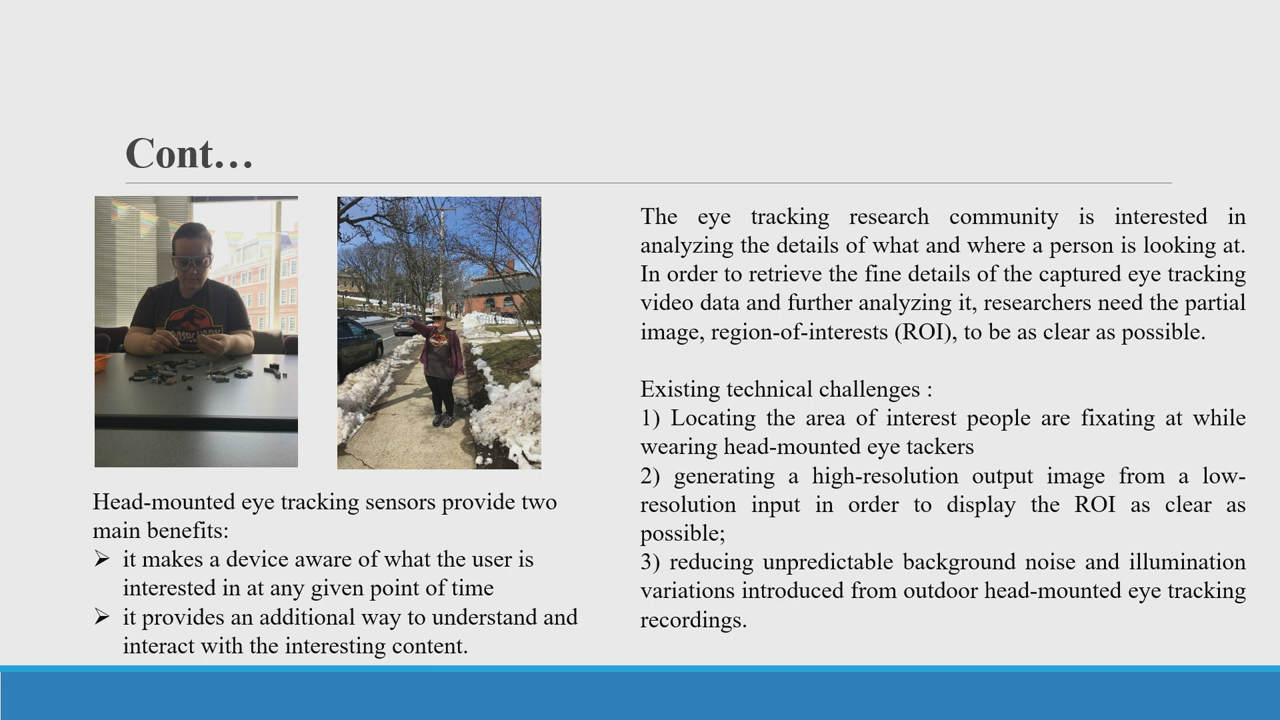 Cont…
Head-mounted eye tracking sensors provide two
main benefits:
➢ it makes a device aware of what the user is
interested in at any given point of time
➢ it provides an additional way to understand and
interact with the interesting content.
The eye tracking research community is interested in
analyzing the details of what and where a person is looking at.
In order to retrieve the fine details of the captured eye tracking
video data and further analyzing it, researchers need the partial
image, region-of-interests (ROI), to be as clear as possible.
Existing technical challenges :
1) Locating the area of interest people are fixating at while
wearing head-mounted eye tackers
2) generating a high-resolution output image from a low-
resolution input in order to display the ROI as clear as
possible;
3) reducing unpredictable background noise and illumination
variations introduced from outdoor head-mounted eye tracking
recordings.